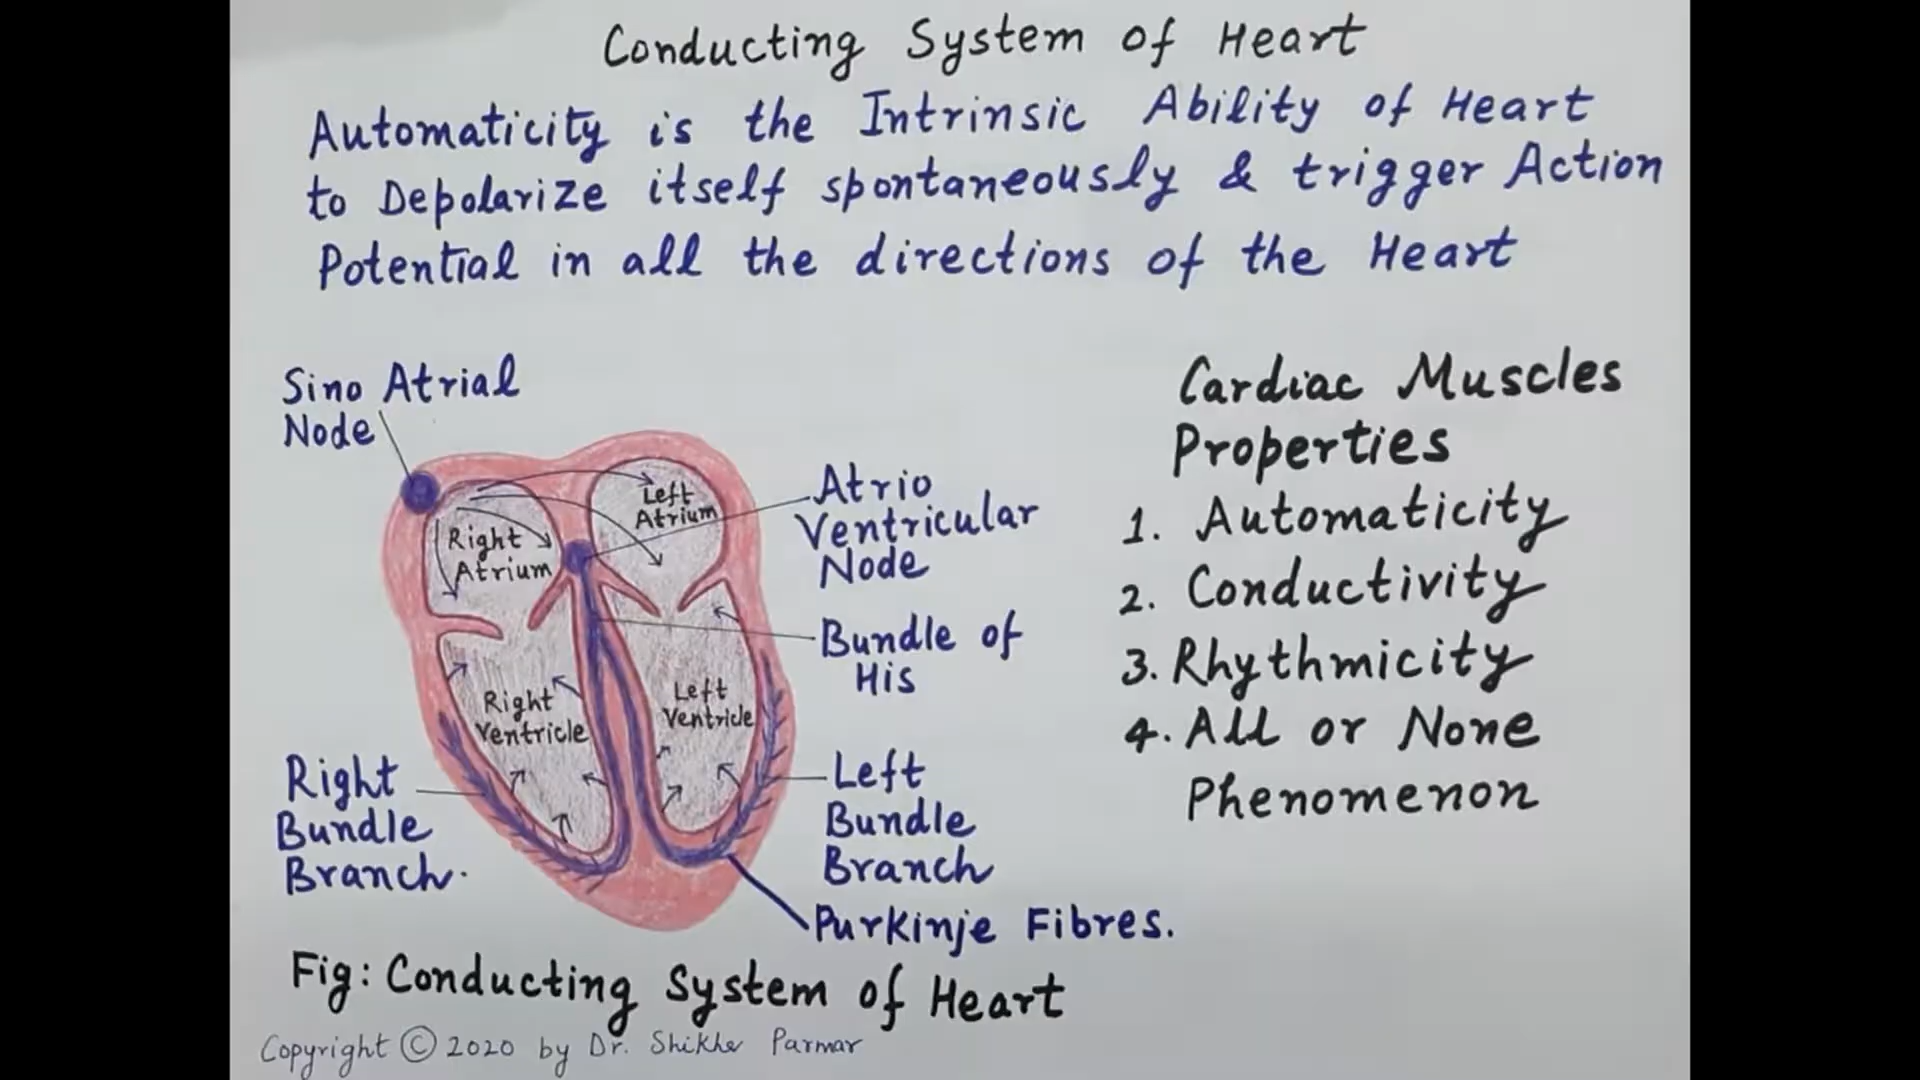 Conducting System of Heart
Automaticity is the Intrinsic Ability of Heart
to Depolarize itself spontaneously & trigger Action
Potential in all the directions of the Heart
Sino Atrial
Node
Right
Atrium
Left
Atrium
Atrio
Ventricular
Node
Bundle of
His
Right
Ventricle
Left
Ventricle
Right
Bundle
Branch.
Left
Bundle
Branch
Purkinje Fibres.
Cardiac Muscles
Properties
1. Automaticity
2. Conductivity
3. Rhythmicity
4. All or None
Phenomenon
Fig: Conducting System of Heart
Copyright © 2020 by Dr. Shikha Parmar